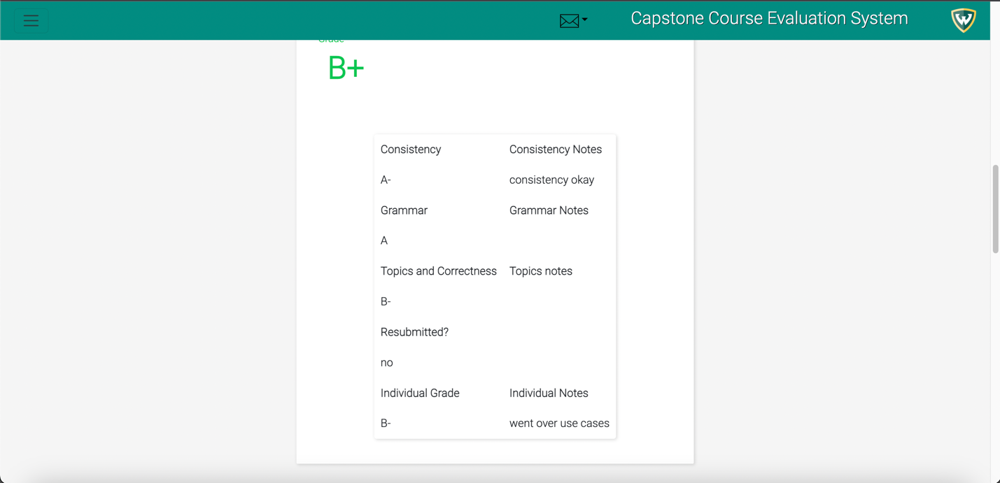 Capstone Course Evaluation System
Grade
B+
Consistency Consistency Notes
A- consistency okay
Grammar Grammar Notes
A
Topics and Correctness Topics notes
B-
Resubmitted?
no
Individual Grade Individual Notes
B- went over use cases